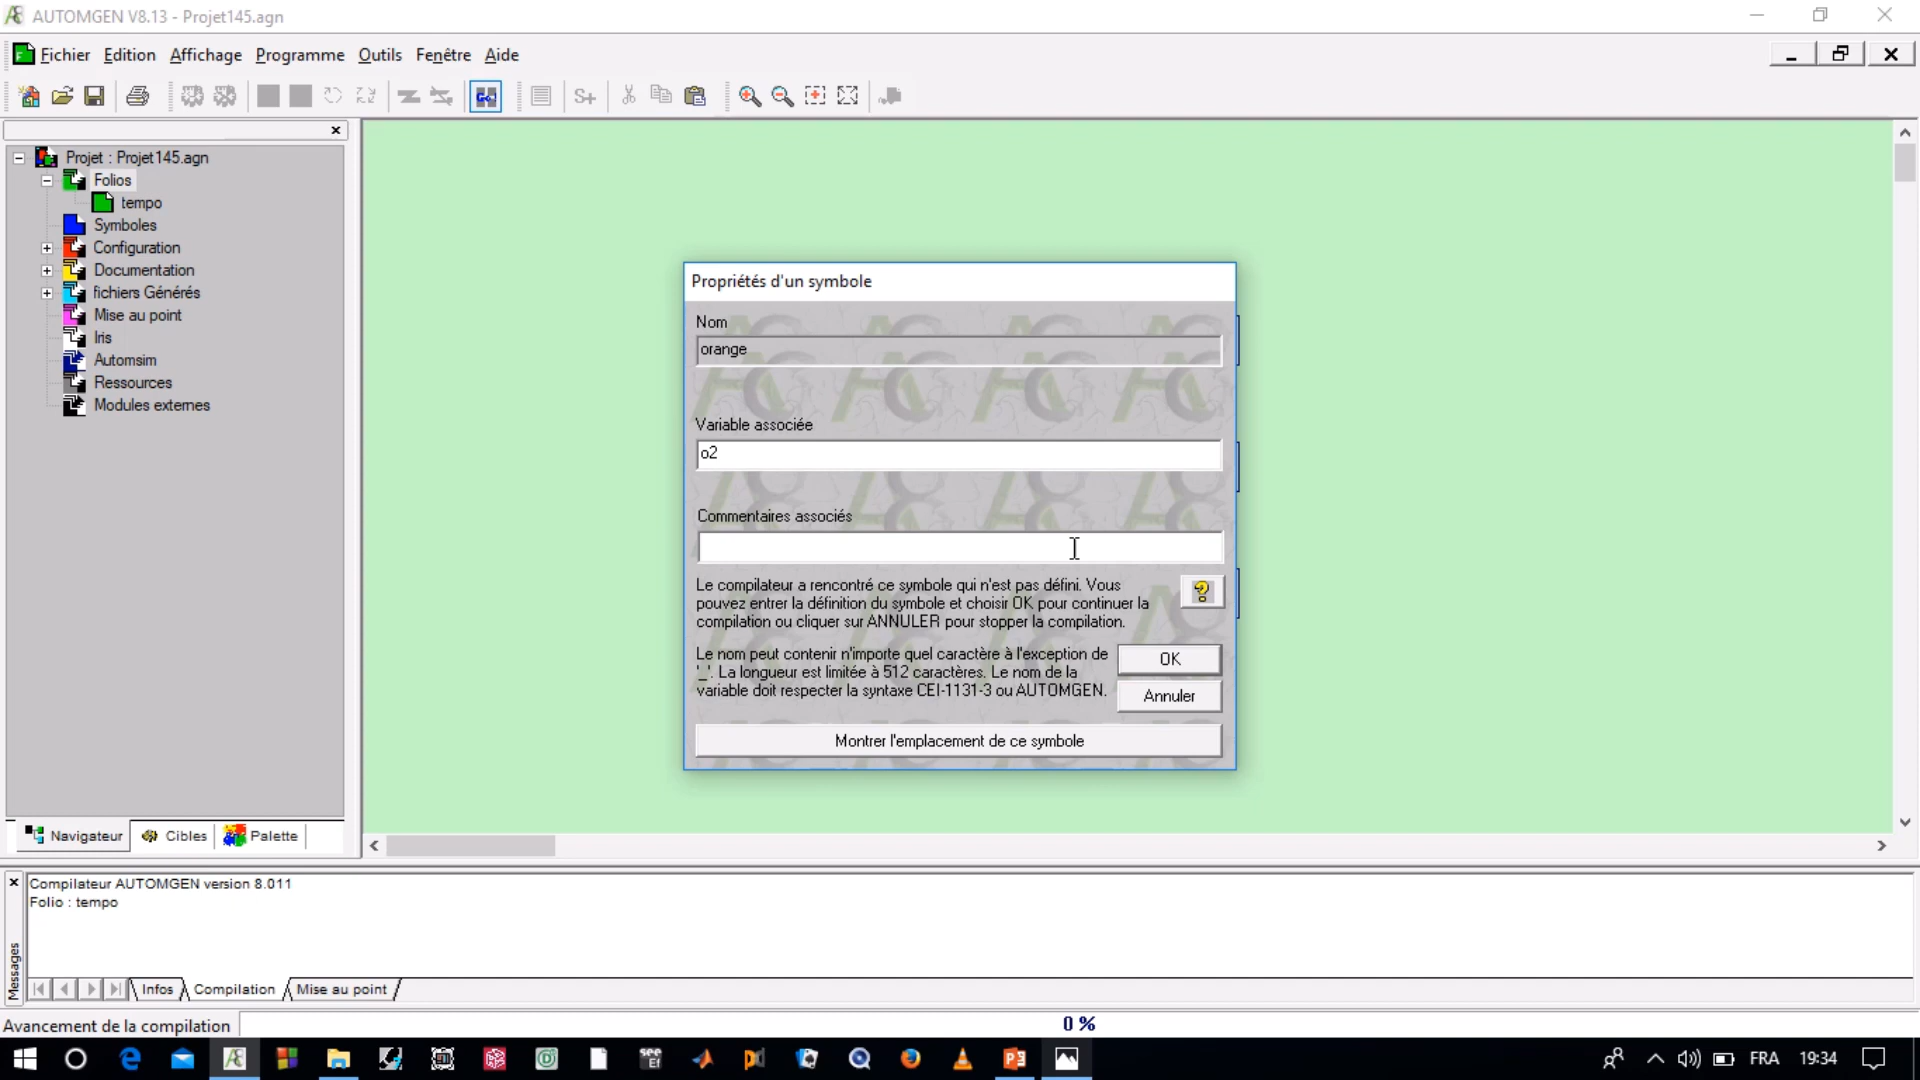 AUTOMGEN V8.13 - Projet145.agn
Fichier Edition Affichage Programme Outils Fenêtre Aide
Projet : Projet145.agn
Folios
tempo
Symboles
Configuration
Documentation
fichiers Générés
Mise au point
Iris
Automsim
Ressources
Modules externes
Navigateur Cibles Palette
Propriétés d'un symbole
Nom
orange
Variable associée
o2
Commentaires associés
Le compilateur a rencontré ce symbole qui n'est pas défini. Vous
pouvez entrer la définition du symbole et choisir OK pour continuer la
compilation ou cliquer sur ANNULER pour stopper la compilation.
Le nom peut contenir n'importe quel caractère à l'exception de
'_'. La longueur est limitée à 512 caractères. Le nom de la
variable doit respecter la syntaxe CEI-1131-3 ou AUTOMGEN.
OK
Annuler
Montrer l'emplacement de ce symbole
Compilateur AUTOMGEN version 8.011
Folio : tempo
Messages
Infos Compilation Mise au point
Avancement de la compilation 0 %
FRA 19:34